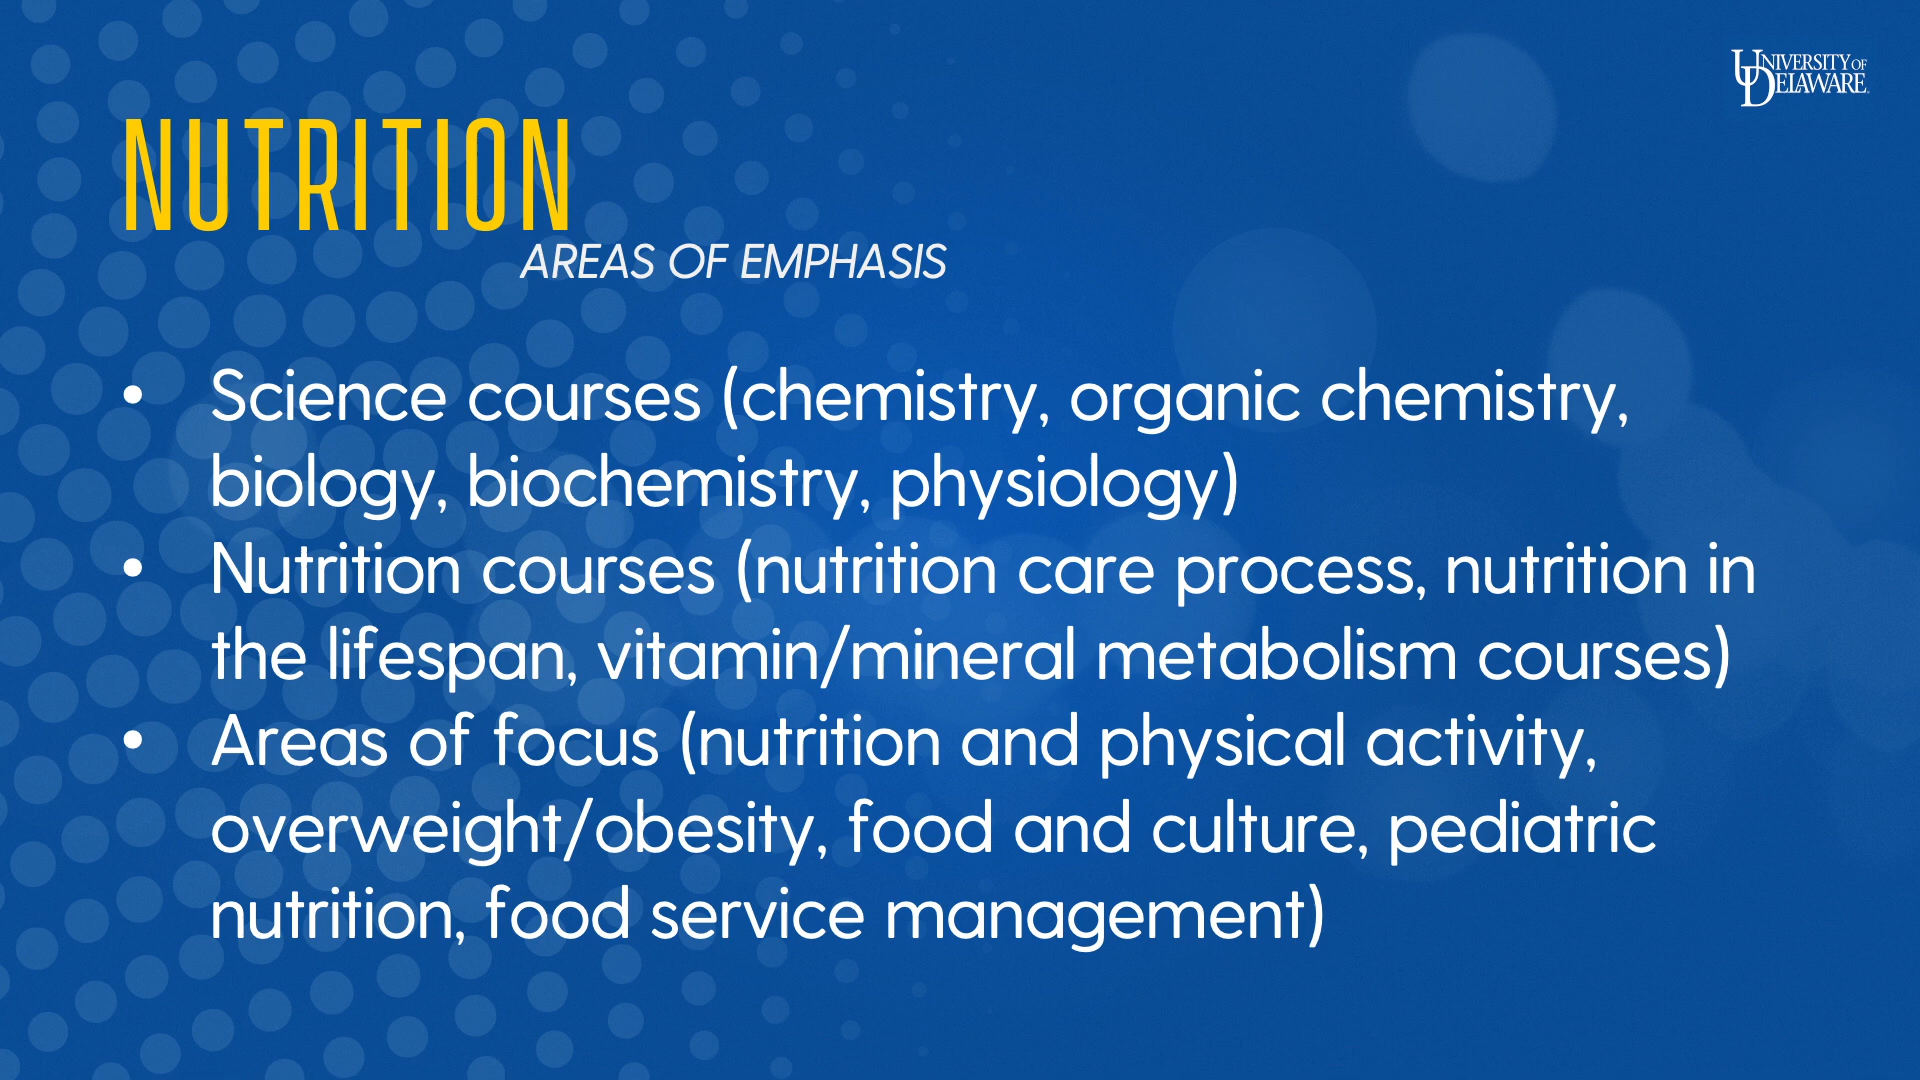 UNIVERSITY OF
DELAWARE
NUTRITION
AREAS OF EMPHASIS
• Science courses (chemistry, organic chemistry,
biology, biochemistry, physiology)
• Nutrition courses (nutrition care process, nutrition in
the lifespan, vitamin/mineral metabolism courses)
• Areas of focus (nutrition and physical activity,
overweight/obesity, food and culture, pediatric
nutrition, food service management)